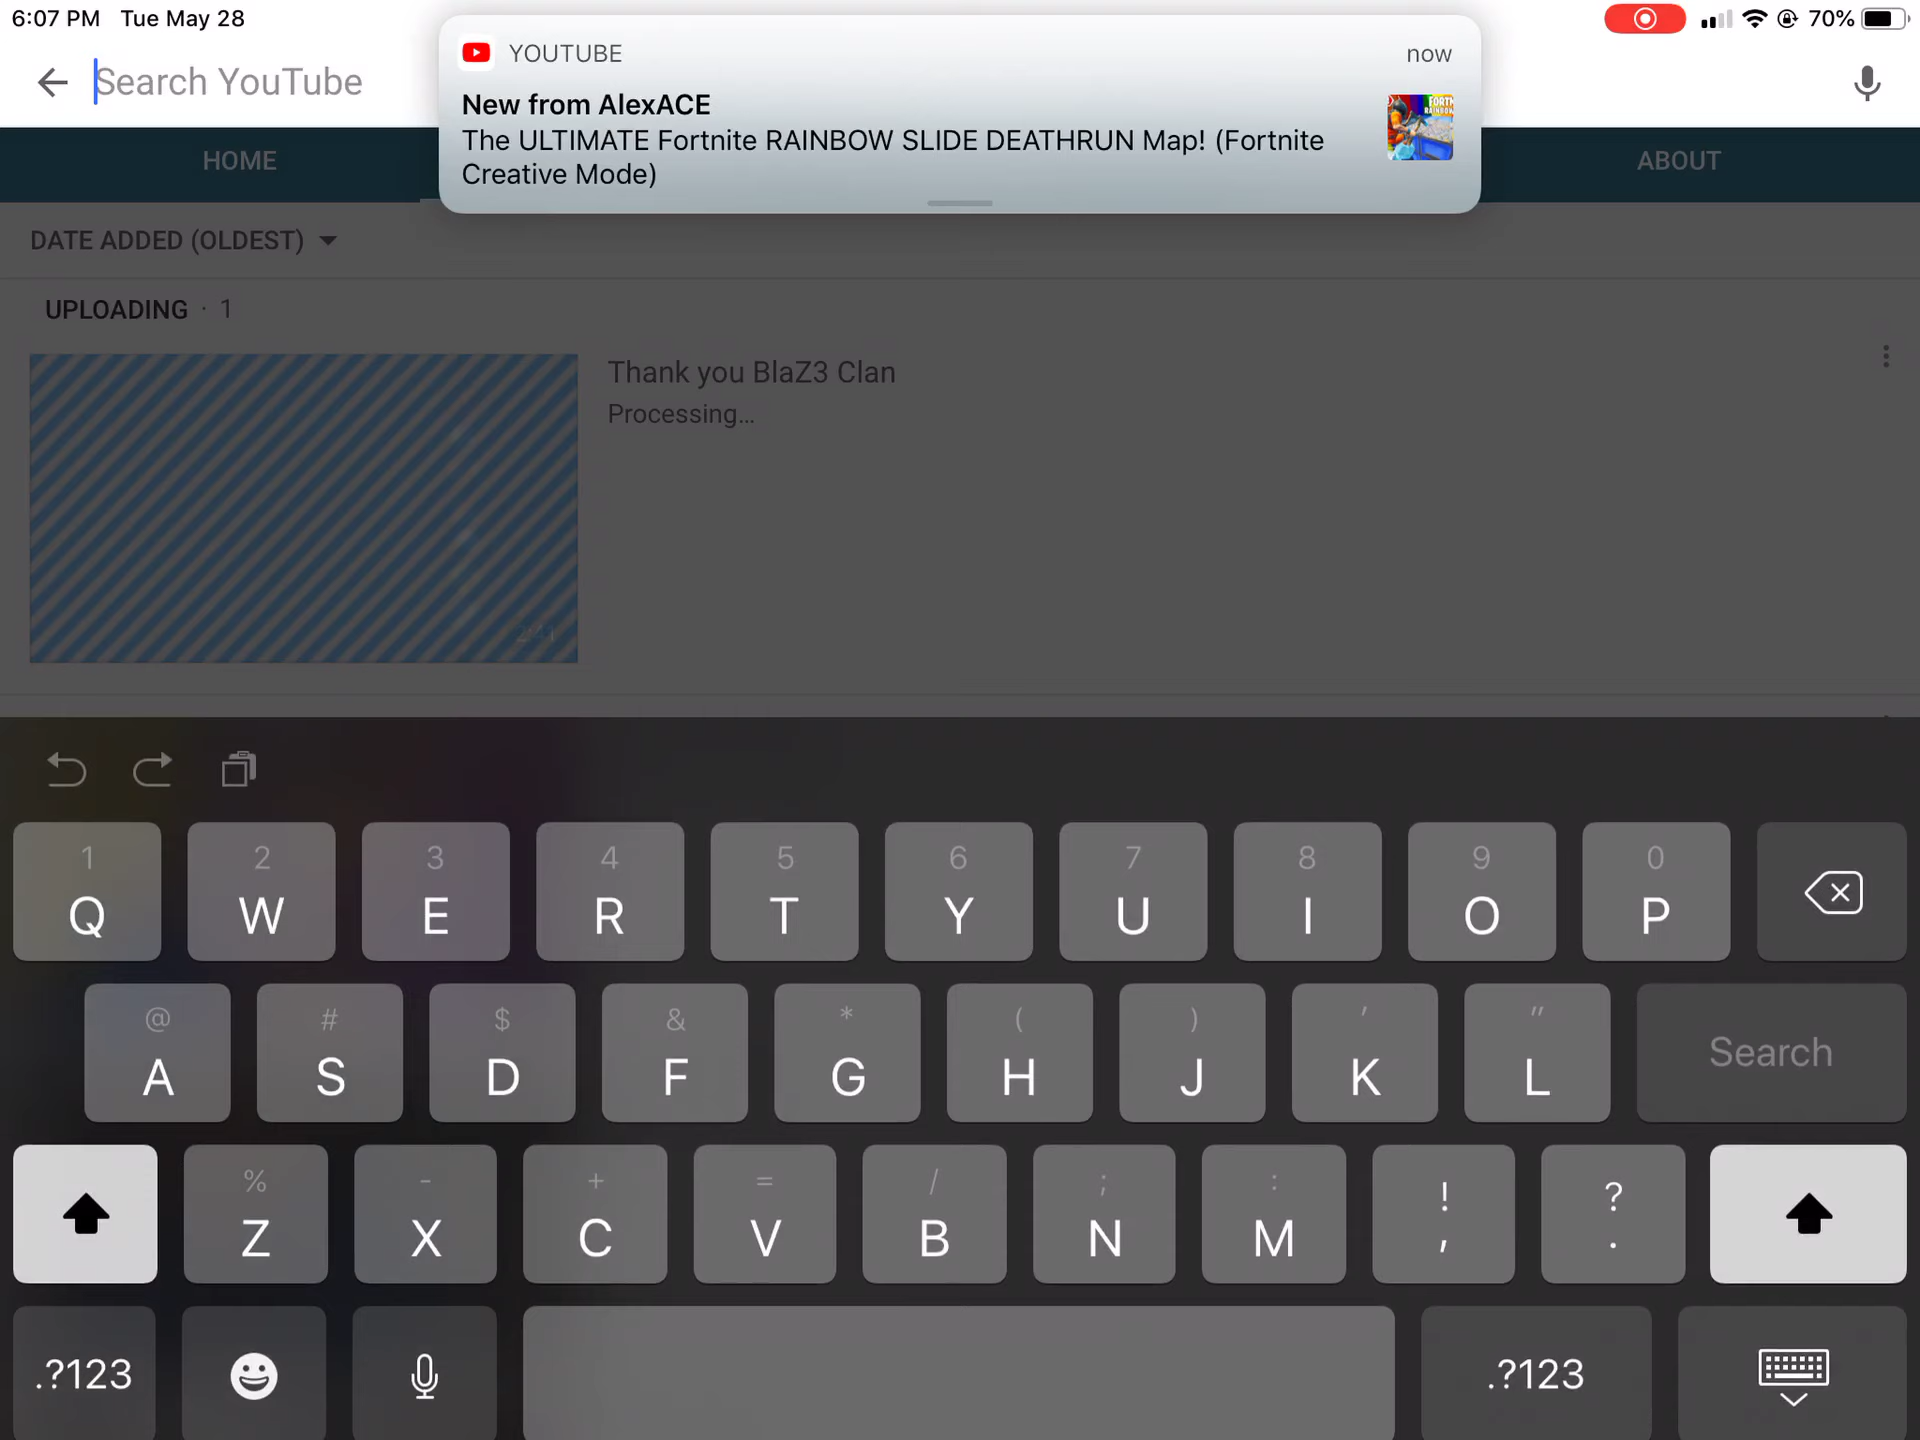 6:07 PM Tue May 28
70%
Search YouTube
YOUTUBE
now
New from AlexACE
The ULTIMATE Fortnite RAINBOW SLIDE DEATHRUN Map! (Fortnite
Creative Mode)
HOME
ABOUT
DATE ADDED (OLDEST)
UPLOADING · 1
Thank you BlaZ3 Clan
Processing...
2:41
1 2 3 4 5 6 7 8 9 0
Q W E R T Y U I O P
@ # $ & * ( ) ' "
A S D F G H J K L
Search
% - + = / ; : ! ?
Z X C V B N M , .
.?123
.?123